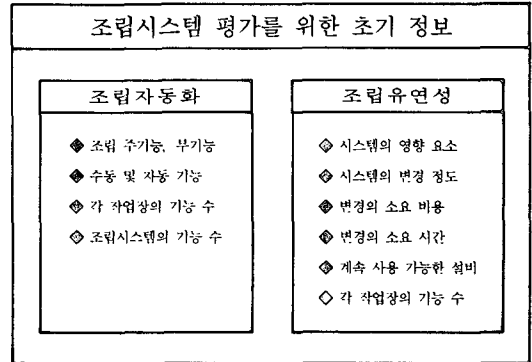 조립시스템 평가를 위한 초기 정보
조립자동화
조립 주기능, 부기능
수동 및 자동 기능
각 작업장의 기능 수
조립시스템의 기능 수
조립유연성
시스템의 영향 요소
시스템의 변경 정도
변경의 소요 비용
변경의 소요 시간
계속 사용 가능한 설비
각 작업장의 기능 수